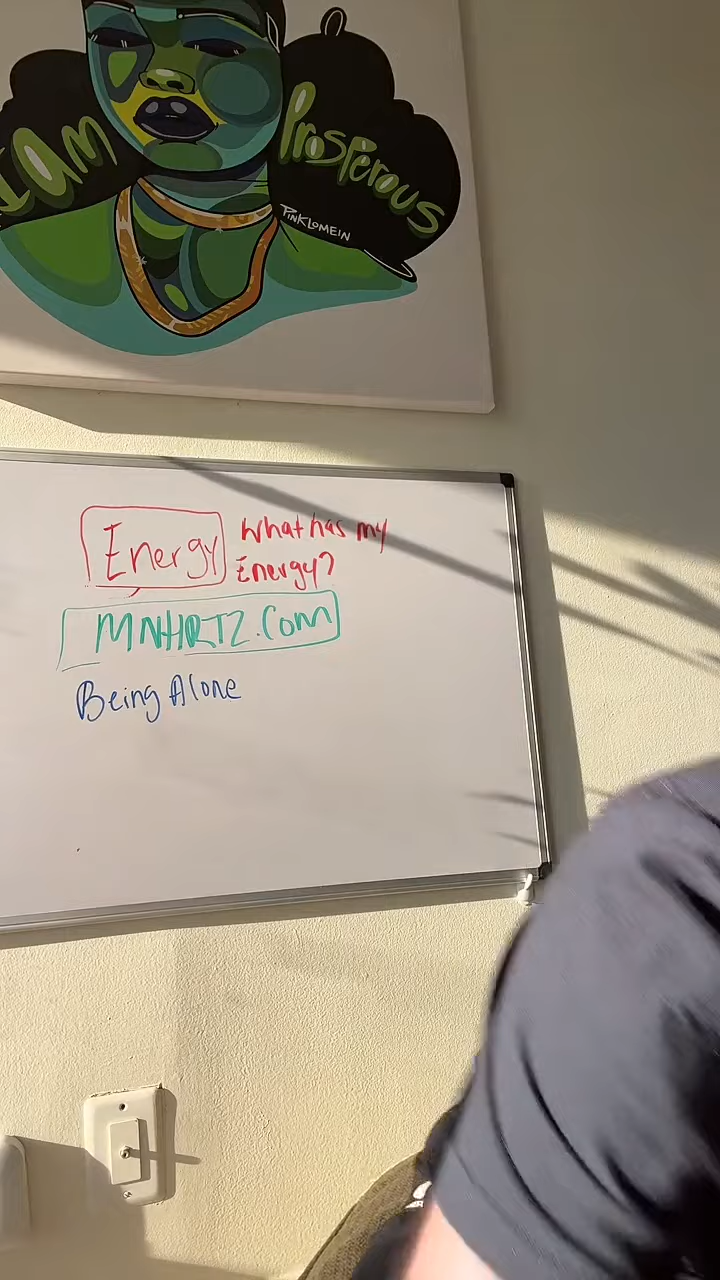 I am
Prosperous
PINKLOMEIN
Energy What has my
Energy?
MNHRTZ.Com
Being Alone